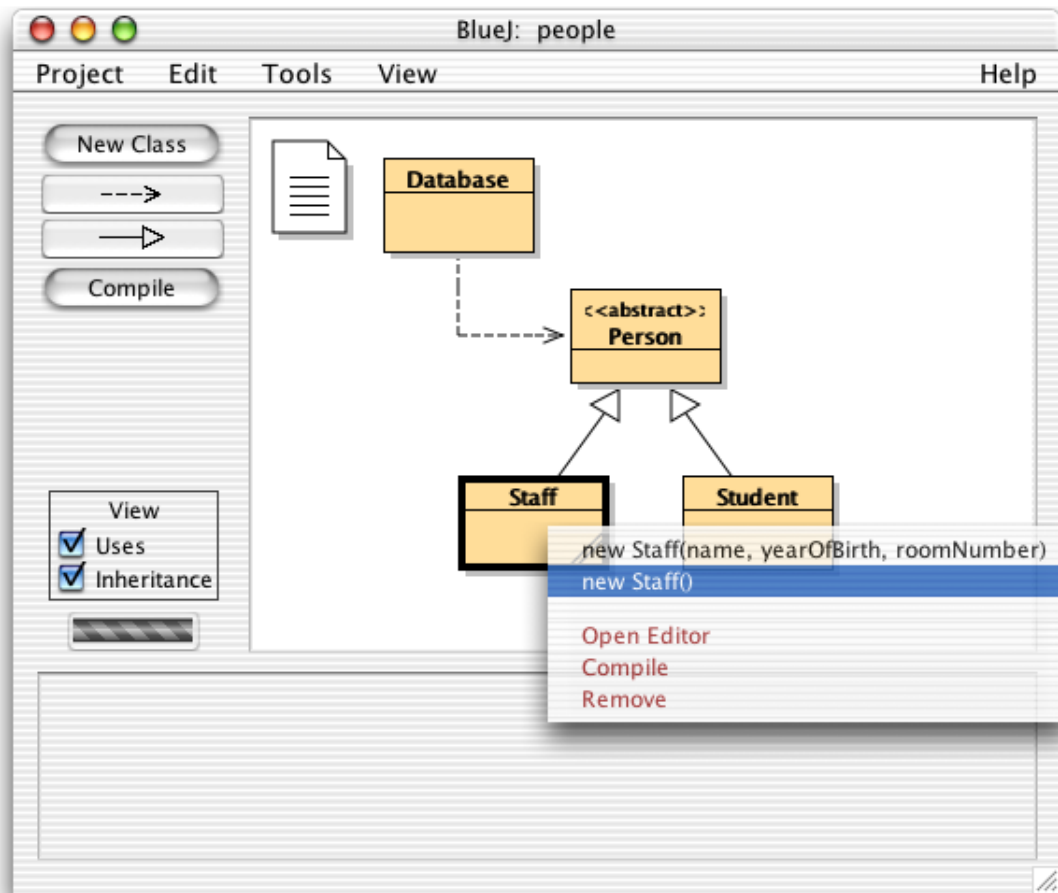 BlueJ: people
Project Edit Tools View Help
New Class
Compile
Database
<<abstract>>
Person
Staff
Student
View
Uses
Inheritance
new Staff(name, yearOfBirth, roomNumber)
new Staff()
Open Editor
Compile
Remove